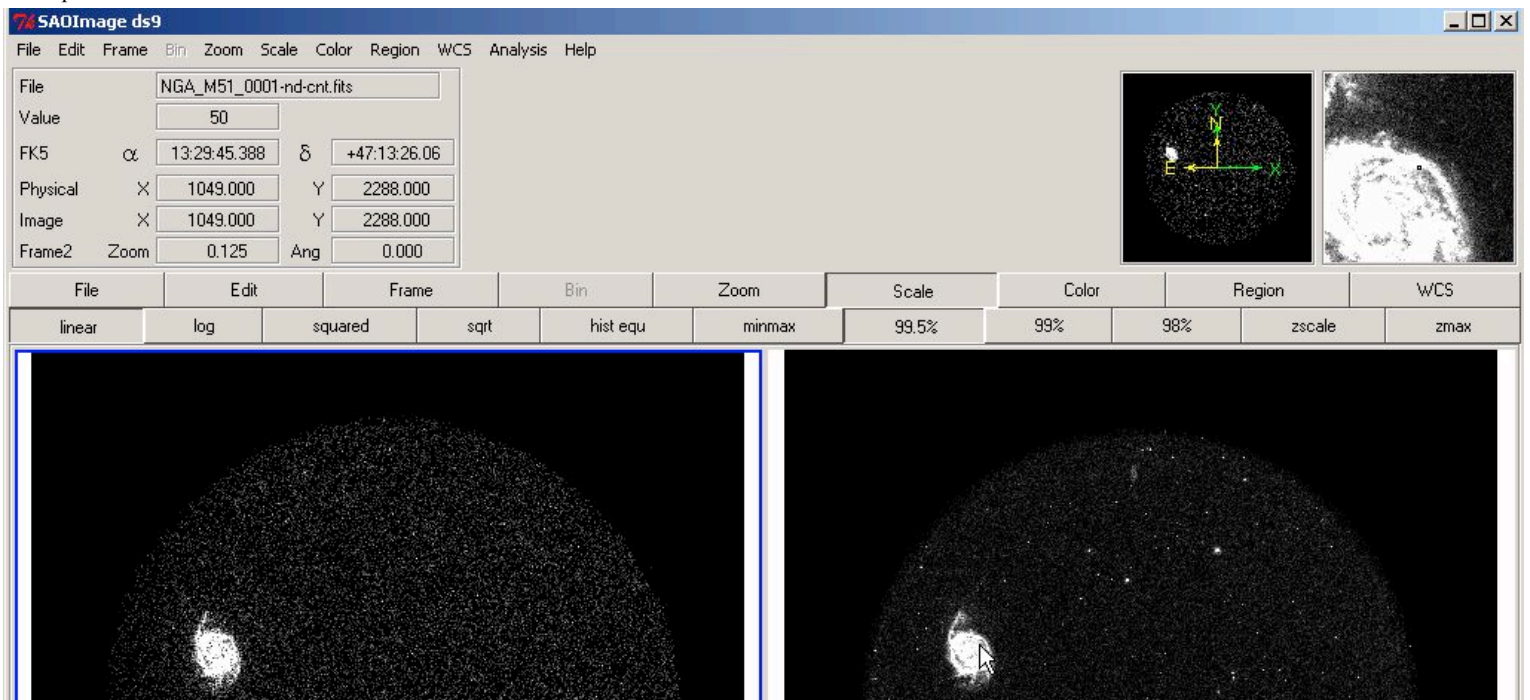 SAOImage ds9
File Edit Frame Bin Zoom Scale Color Region WCS Analysis Help
File NGA_M51_0001-nd-cnt.fits
Value 50
FK5 α 13:29:45.388 δ +47:13:26.06
Physical X 1049.000 Y 2288.000
Image X 1049.000 Y 2288.000
Frame2 Zoom 0.125 Ang 0.000
Y
N
E X
File Edit Frame Bin Zoom Scale Color Region WCS
linear log squared sqrt hist equ minmax 99.5% 99% 98% zscale zmax